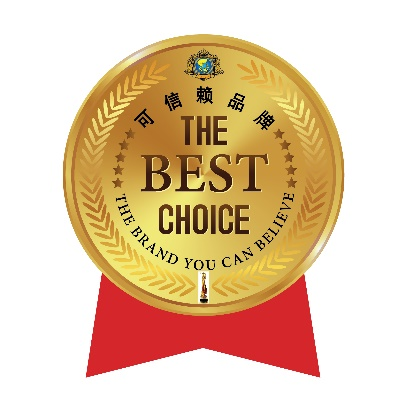 可信赖品牌
THE
BEST
CHOICE
THE BRAND YOU CAN BELIEVE